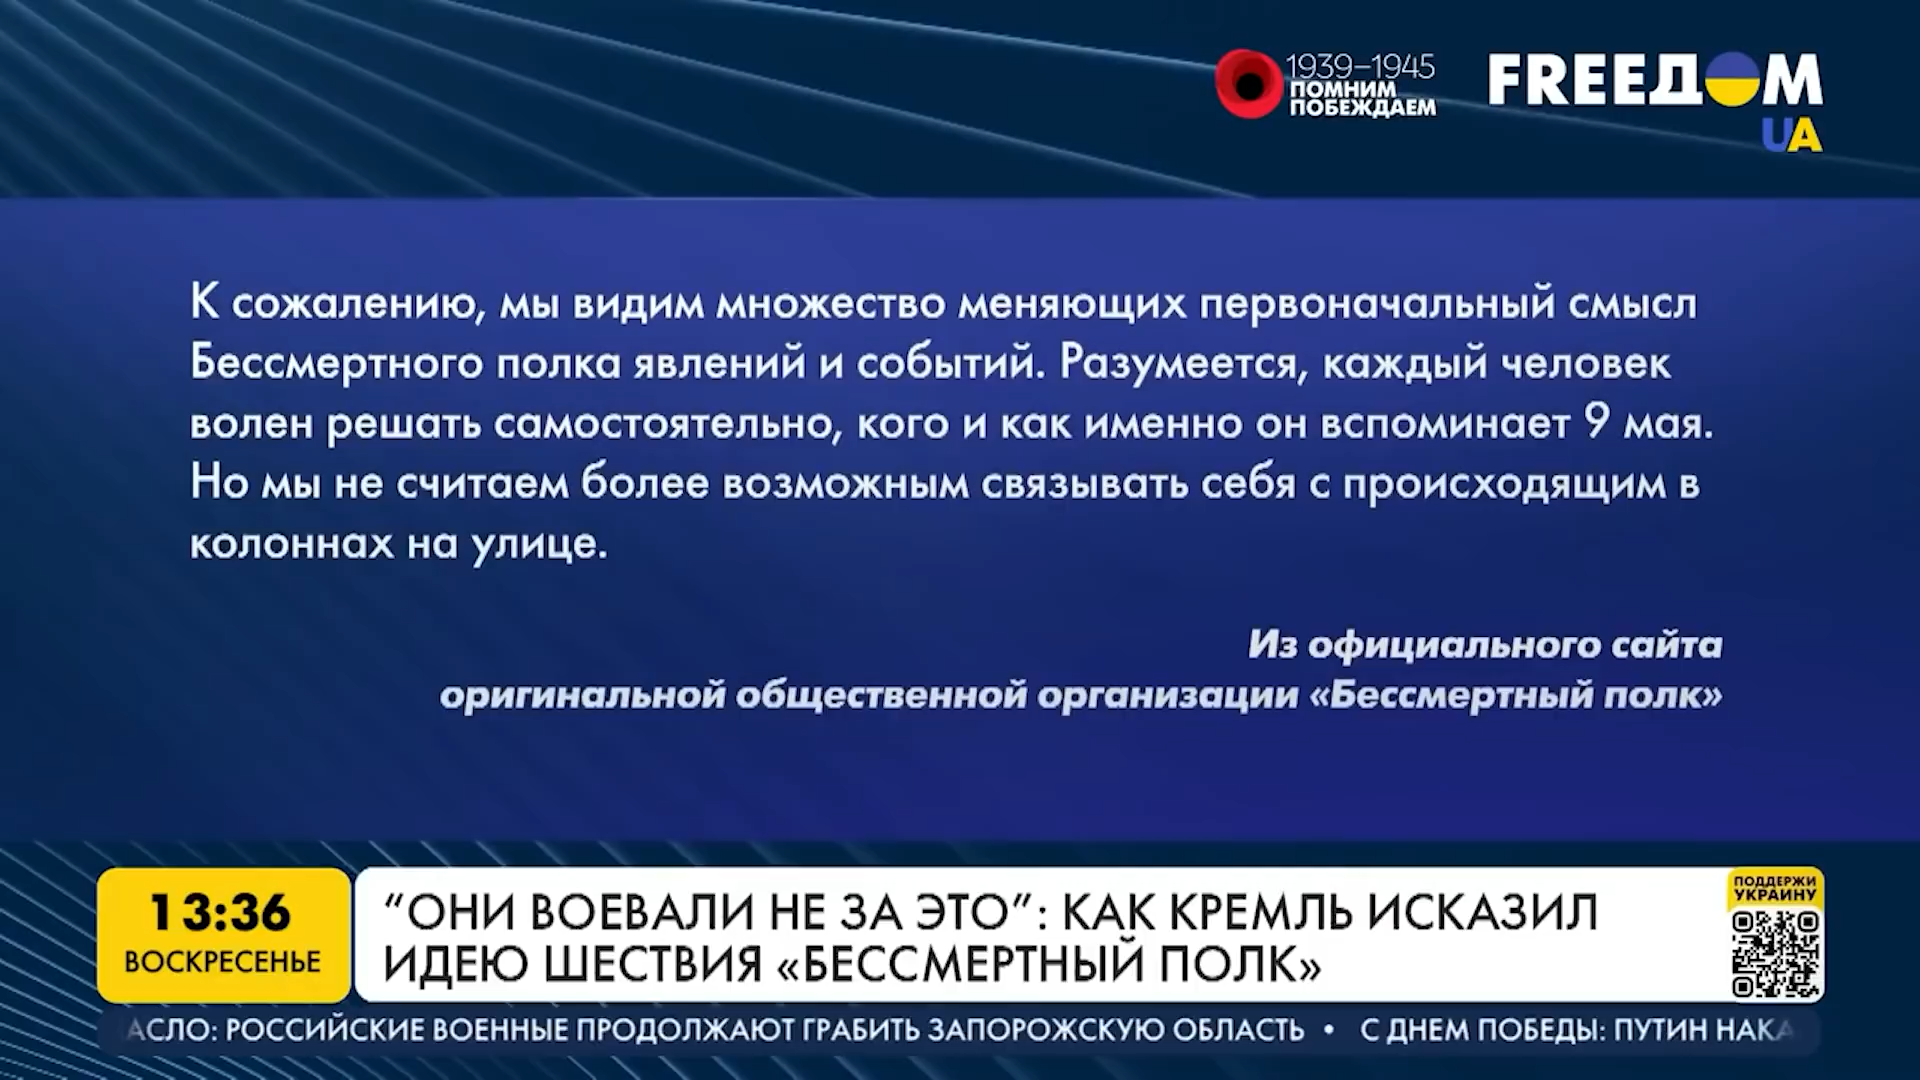 1939–1945
ПОМНИМ
ПОБЕЖДАЕМ
FREEДOM
UA
К сожалению, мы видим множество меняющих первоначальный смысл
Бессмертного полка явлений и событий. Разумеется, каждый человек
волен решать самостоятельно, кого и как именно он вспоминает 9 мая.
Но мы не считаем более возможным связывать себя с происходящим в
колоннах на улице.
Из официального сайта
оригинальной общественной организации «Бессмертный полк»
13:36
ВОСКРЕСЕНЬЕ
“ОНИ ВОЕВАЛИ НЕ ЗА ЭТО”: КАК КРЕМЛЬ ИСКАЗИЛ
ИДЕЮ ШЕСТВИЯ «БЕССМЕРТНЫЙ ПОЛК»
ПОДДЕРЖИ
УКРАИНУ
АСЛО: РОССИЙСКИЕ ВОЕННЫЕ ПРОДОЛЖАЮТ ГРАБИТЬ ЗАПОРОЖСКУЮ ОБЛАСТЬ • С ДНЕМ ПОБЕДЫ: ПУТИН НАКА